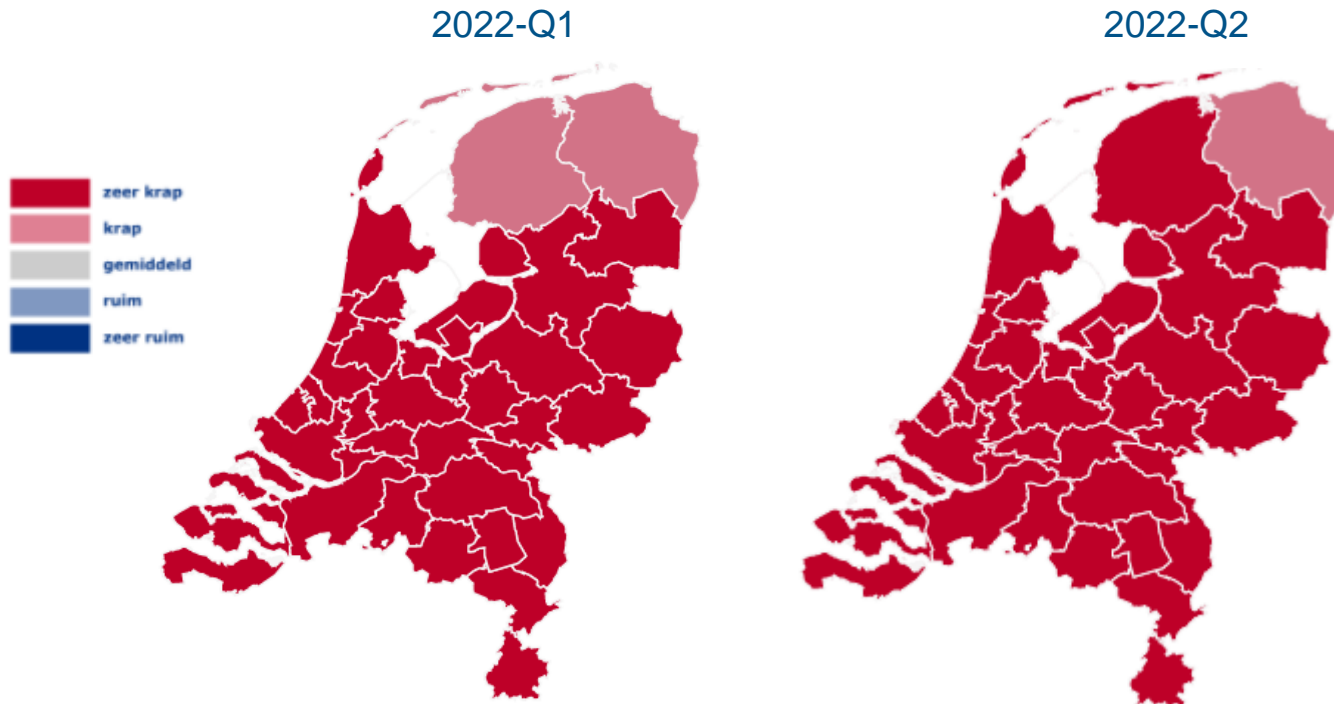 2022-Q1
2022-Q2
zeer krap
krap
gemiddeld
ruim
zeer ruim